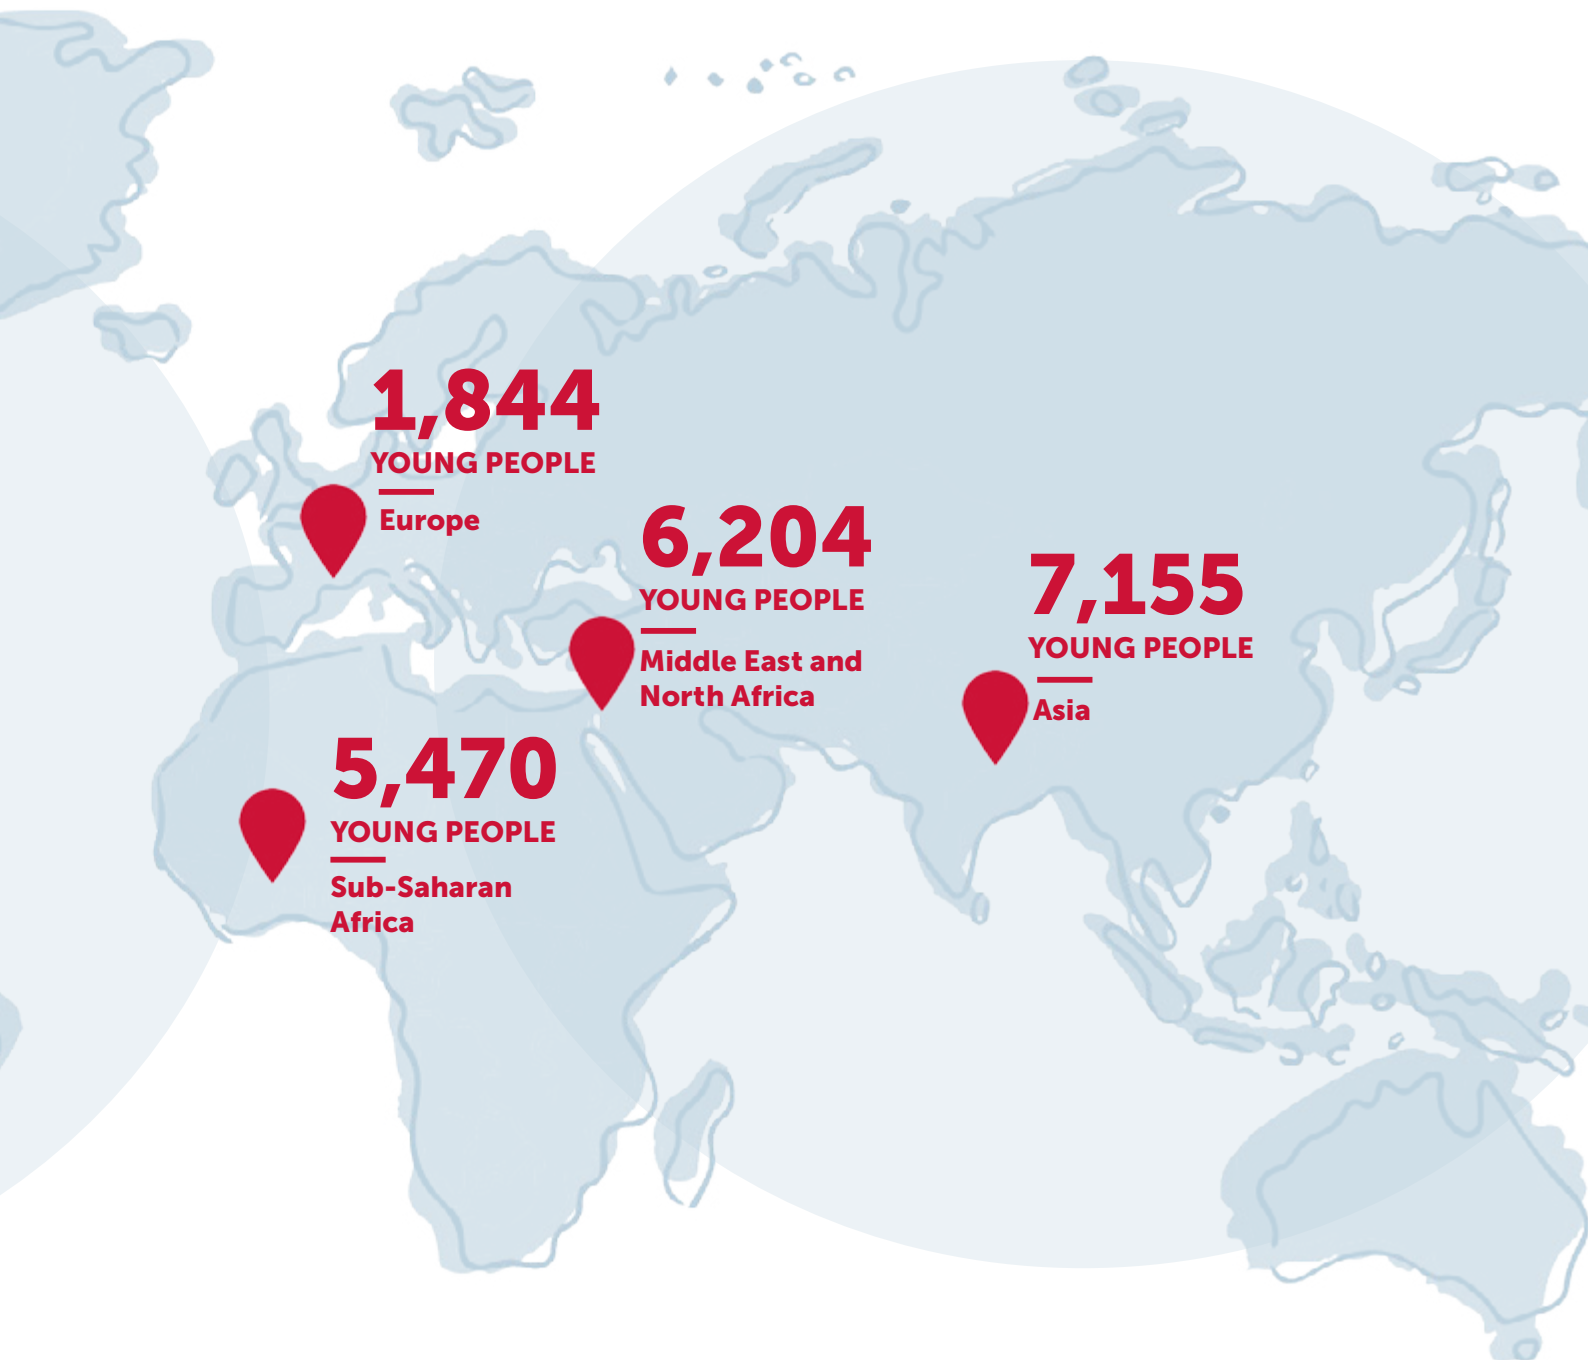 1,844
YOUNG PEOPLE
Europe
6,204
YOUNG PEOPLE
Middle East and
North Africa
7,155
YOUNG PEOPLE
Asia
5,470
YOUNG PEOPLE
Sub-Saharan
Africa